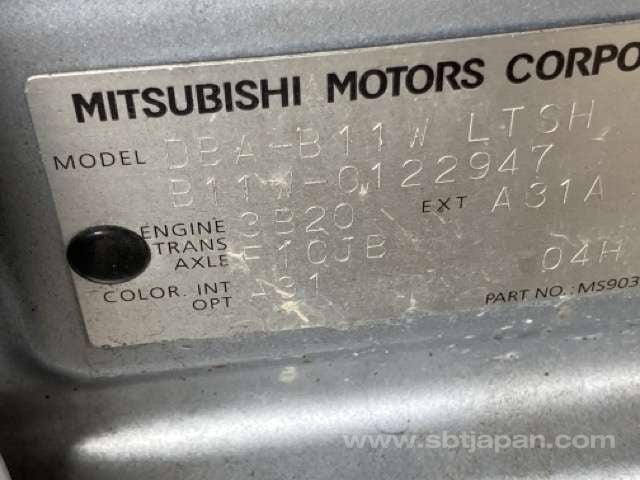 MITSUBISHI MOTORS CORPO
MODEL DBA-B11W LTSH
B11W-0122947
ENGINE 3B20 EXT A31A
TRANS
AXLE F1CJB 04H
COLOR. INT
OPT A31
PART NO.: MS903
www.sbtjapan.com